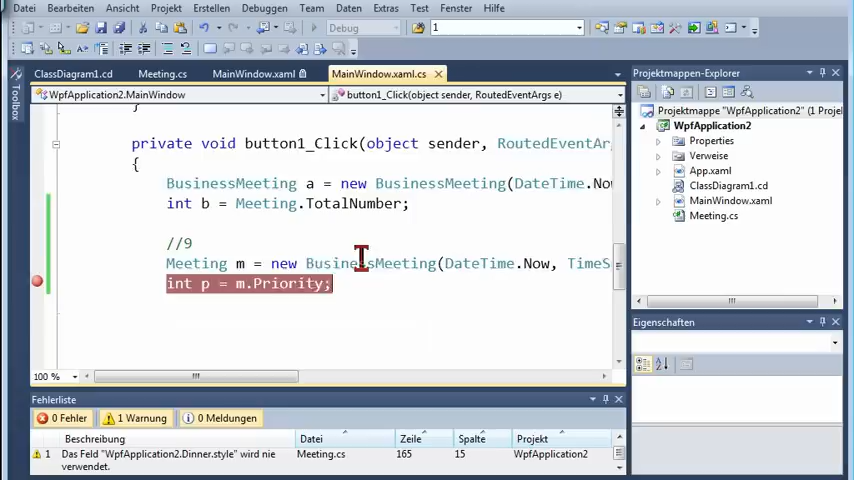 Datei Bearbeiten Ansicht Projekt Erstellen Debuggen Team Daten Extras Test Fenster Hilfe
Debug 1
ClassDiagram1.cd Meeting.cs MainWindow.xaml MainWindow.xaml.cs
WpfApplication2.MainWindow button1_Click(object sender, RoutedEventArgs e)
Toolbox
}
private void button1_Click(object sender, RoutedEventAr
{
BusinessMeeting a = new BusinessMeeting(DateTime.Now
int b = Meeting.TotalNumber;
//9
Meeting m = new BusinessMeeting(DateTime.Now, TimeS
int p = m.Priority;
100 %
Projektmappen-Explorer
Projektmappe "WpfApplication2" (1 Proj
WpfApplication2
Properties
Verweise
App.xaml
ClassDiagram1.cd
MainWindow.xaml
Meeting.cs
Eigenschaften
Fehlerliste
0 Fehler 1 Warnung 0 Meldungen
Beschreibung Datei Zeile Spalte Projekt
1 Das Feld "WpfApplication2.Dinner.style" wird nie Meeting.cs 165 15 WpfApplication2
verwendet.